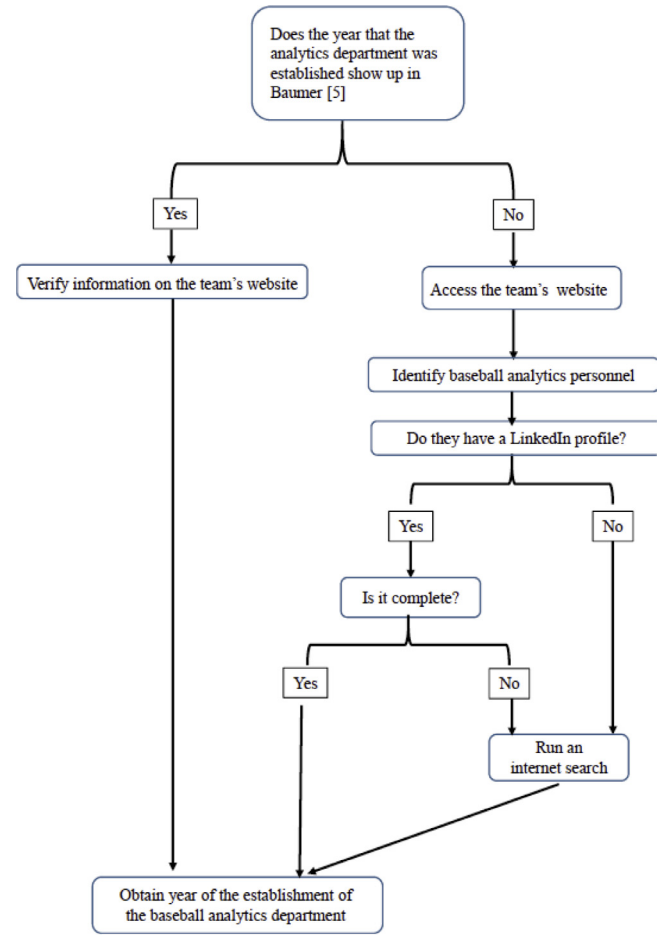 Does the year that the
analytics department was
established show up in
Baumer [5]
Yes
No
Verify information on the team's website
Access the team's website
Identify baseball analytics personnel
Do they have a LinkedIn profile?
Yes
No
Is it complete?
Yes
No
Run an
internet search
Obtain year of the establishment of
the baseball analytics department